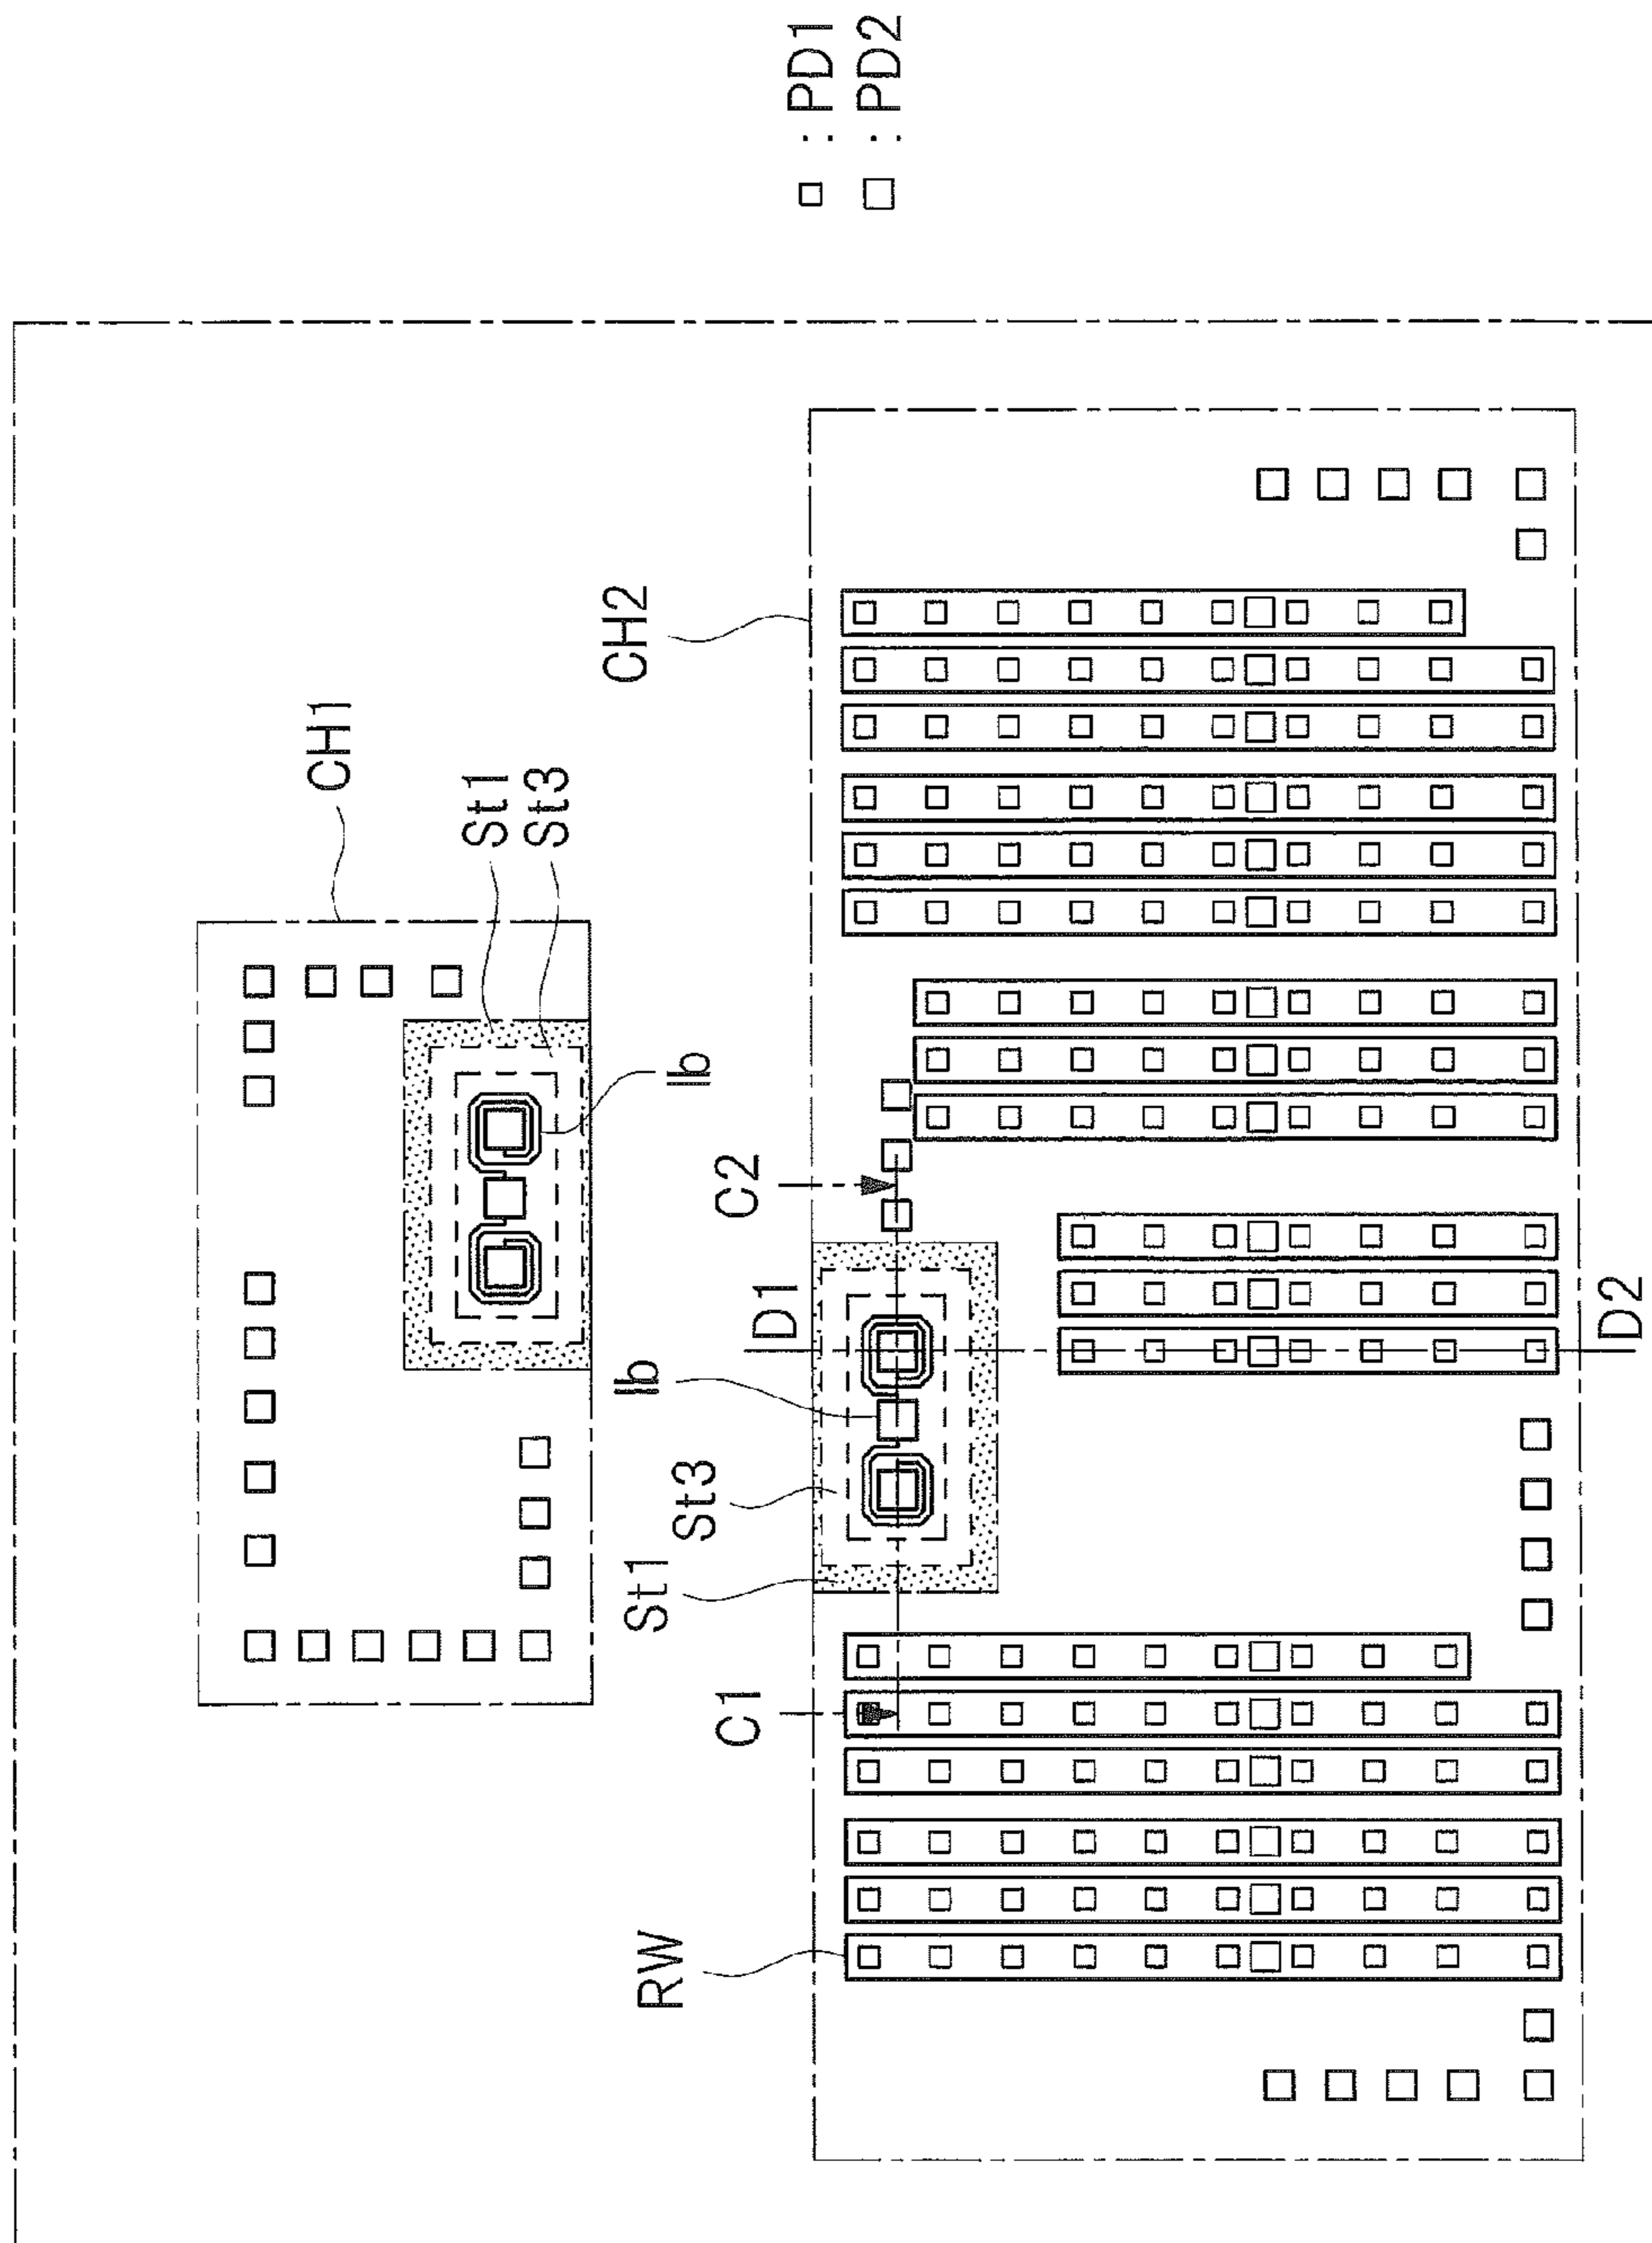 CH1
St1
St3
Ib
RW
St1
St3
Ib
CH2
C1
C2
D1
: PD1
: PD2
D2